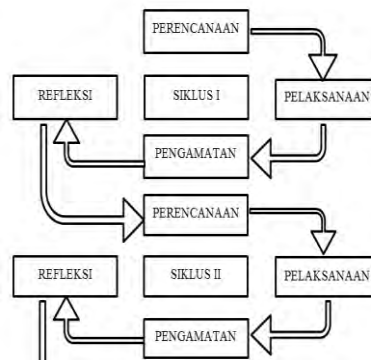 PERENCANAAN
REFLEKSI
SIKLUS I
PELAKSANAAN
PENGAMATAN
PERENCANAAN
REFLEKSI
SIKLUS II
PELAKSANAAN
PENGAMATAN